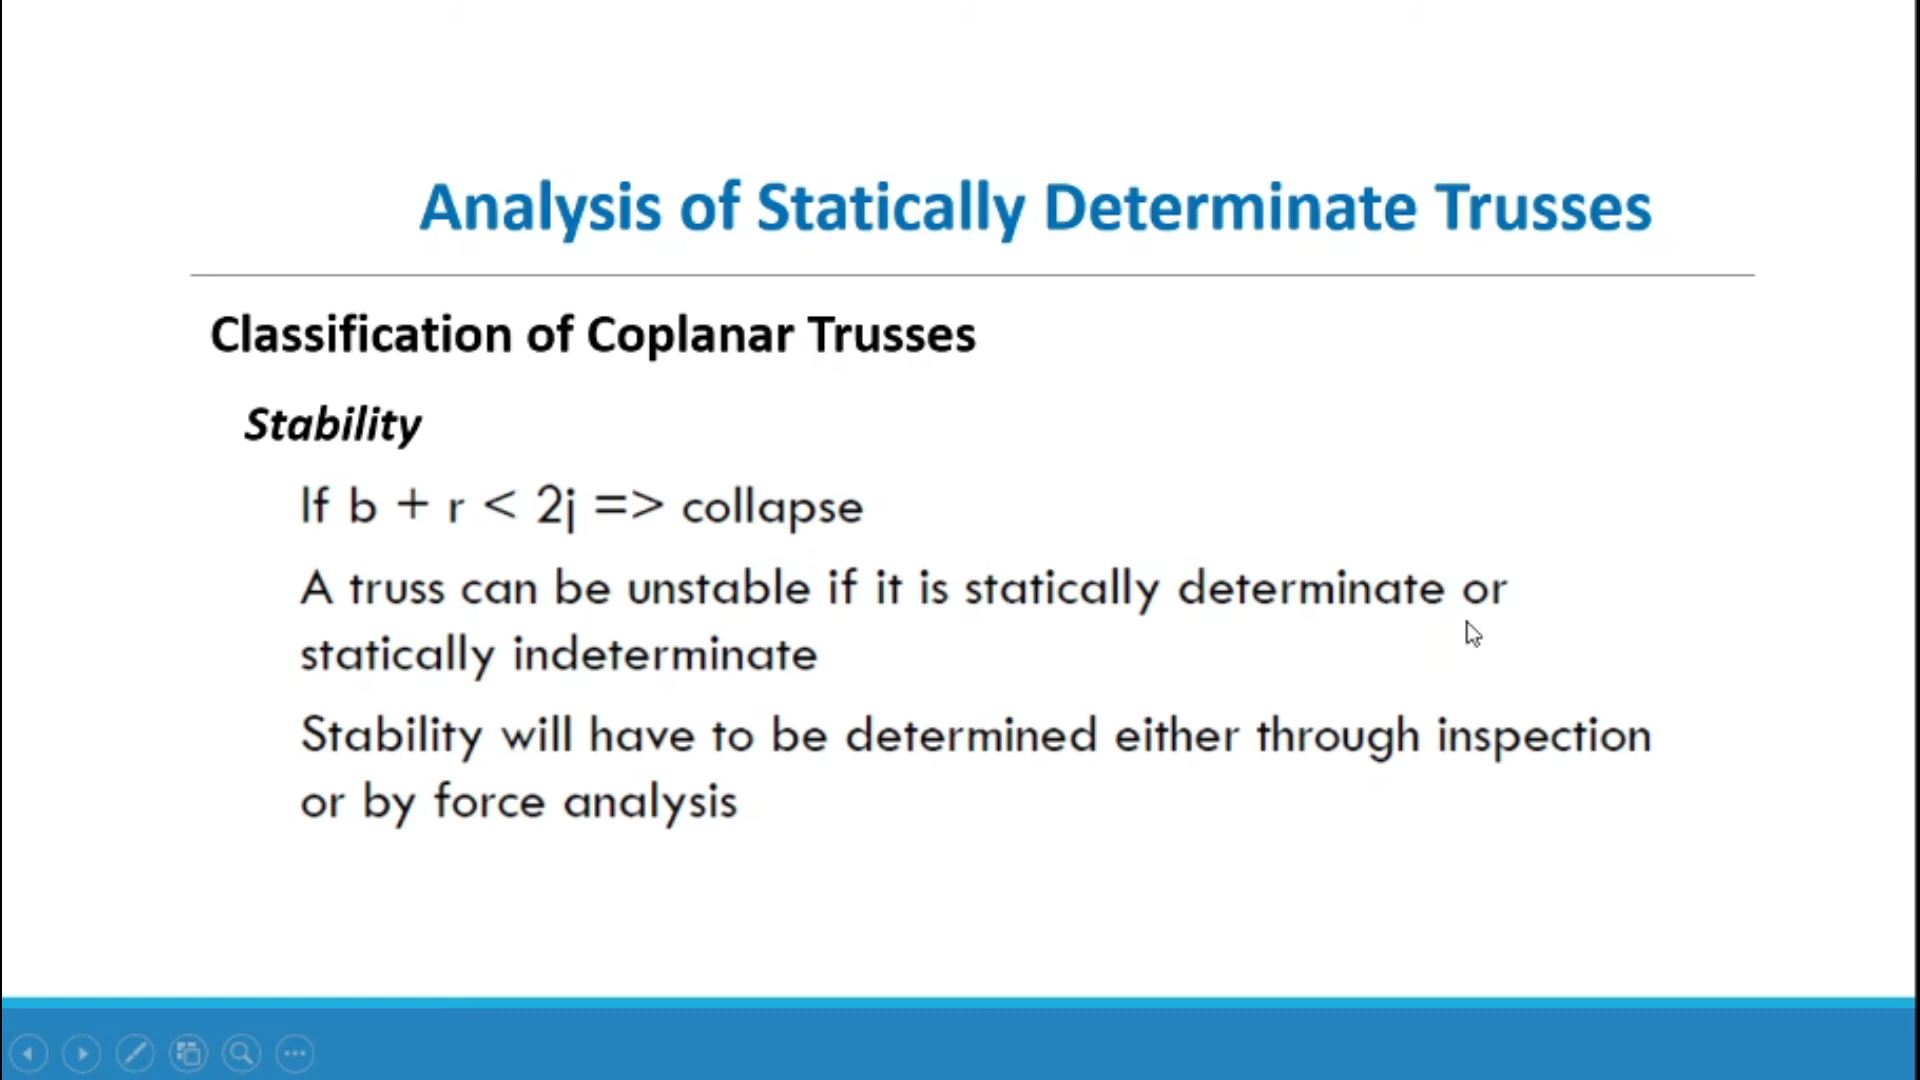 Analysis of Statically Determinate Trusses
Classification of Coplanar Trusses
Stability
If b + r < 2j => collapse
A truss can be unstable if it is statically determinate or
statically indeterminate
Stability will have to be determined either through inspection
or by force analysis